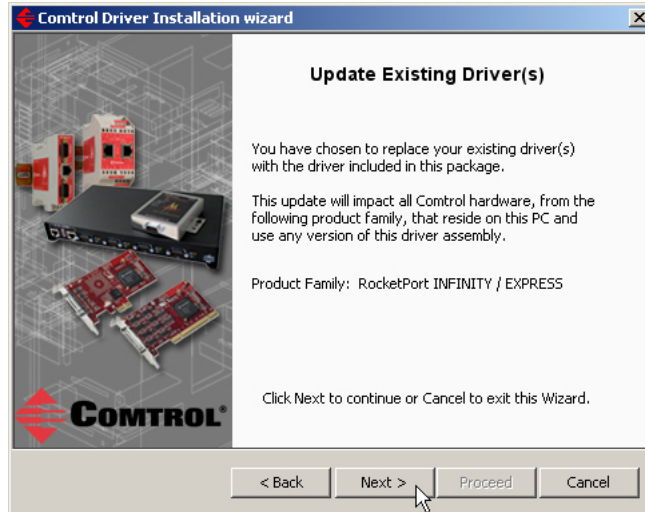 Comtrol Driver Installation wizard
Update Existing Driver(s)
You have chosen to replace your existing driver(s)
with the driver included in this package.
This update will impact all Comtrol hardware, from the
following product family, that reside on this PC and
use any version of this driver assembly.
Product Family: RocketPort INFINITY / EXPRESS
Click Next to continue or Cancel to exit this Wizard.
COMTROL®
< Back
Next >
Proceed
Cancel